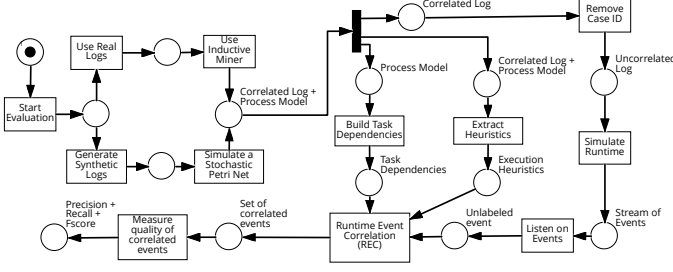 Correlated Log
Remove
Case ID
Use Real
Logs
Use
Inductive
Miner
Process Model
Correlated Log +
Process Model
Uncorrelated
Log
Start
Evaluation
Correlated Log +
Process Model
Build Task
Dependencies
Extract
Heuristics
Simulate
Runtime
Generate
Synthetic
Logs
Simulate a
Stochastic
Petri Net
Task
Dependencies
Execution
Heuristics
Precision +
Recall +
Fscore
Measure
quality of
correlated
events
Set of
correlated
events
Runtime Event
Correlation
(REC)
Unlabeled
event
Listen on
Events
Stream of
Events